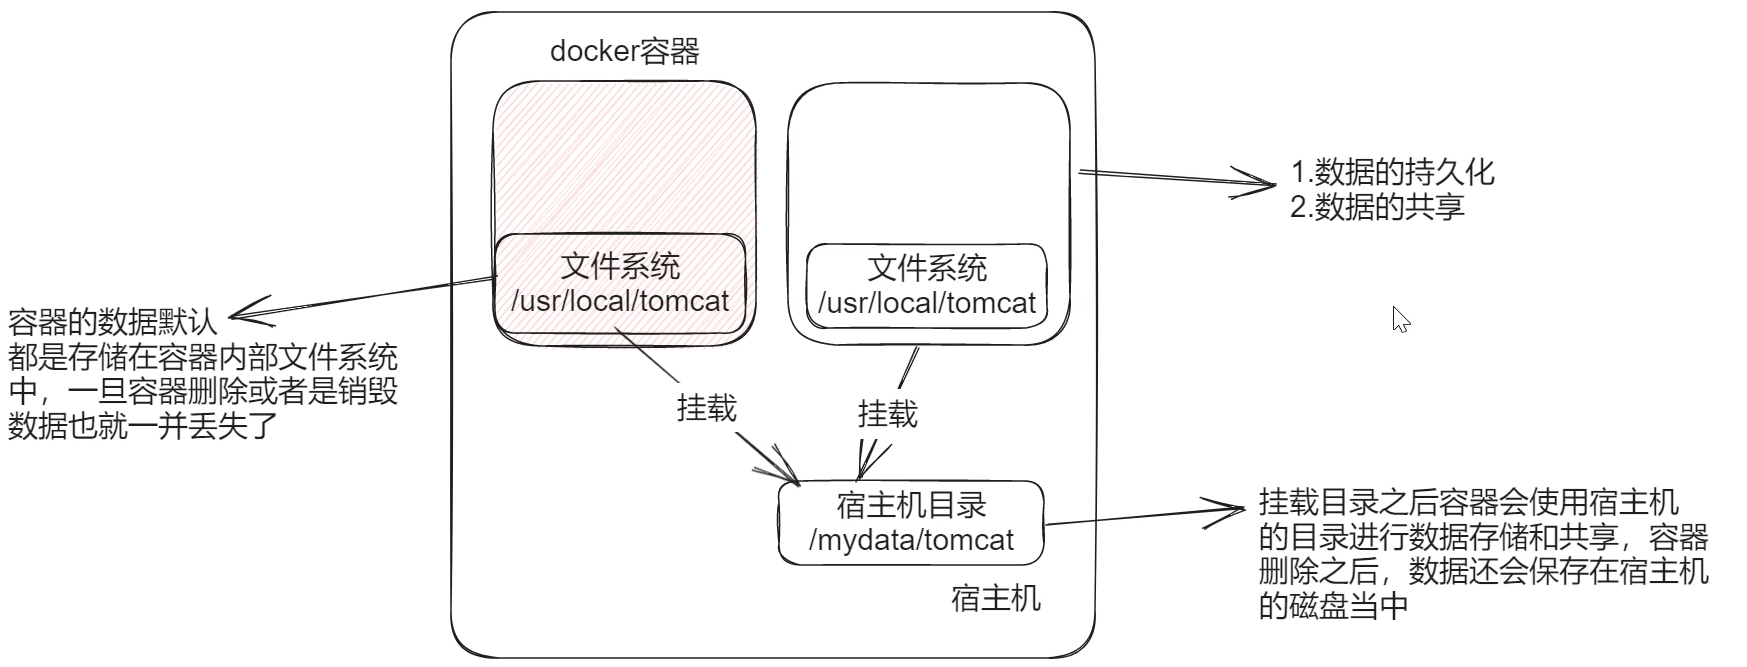 docker容器
文件系统
/usr/local/tomcat
文件系统
/usr/local/tomcat
1.数据的持久化
2.数据的共享
容器的数据默认
都是存储在容器内部文件系统
中，一旦容器删除或者是销毁
数据也就一并丢失了
挂载
挂载
宿主机目录
/mydata/tomcat
宿主机
挂载目录之后容器会使用宿主机
的目录进行数据存储和共享，容器
删除之后，数据还会保存在宿主机
的磁盘当中